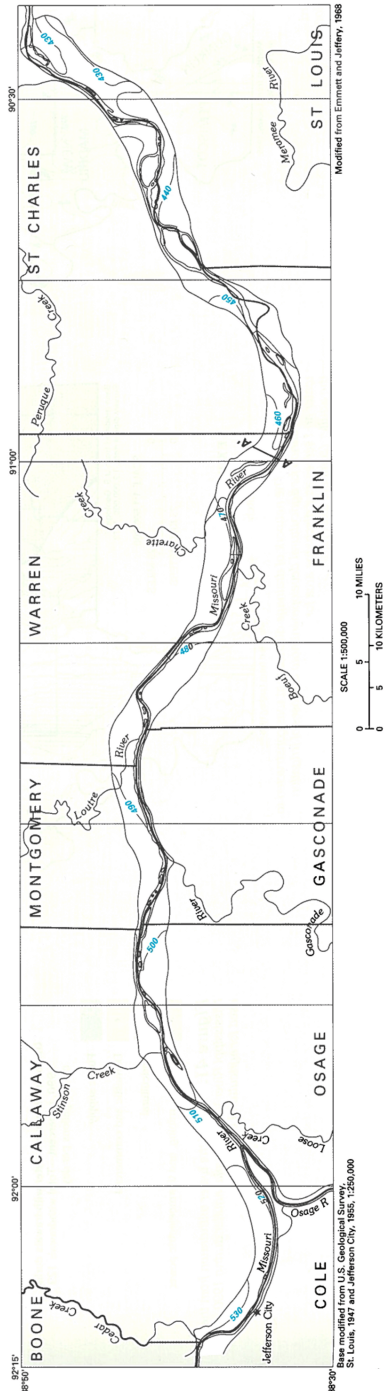 BOONE
CALLAWAY
MONTGOMERY
WARREN
ST CHARLES
Cedar
Creek
Stinson
Creek
Loutre
River
Charette
Creek
Peruque
Creek
COLE
OSAGE
GASCONADE
FRANKLIN
ST LOUIS
Jefferson City
Missouri
River
Osage R
Loose
Creek
Gasconade
River
Missouri
Boeuf
Creek
River
Meramec
River
A'
A
530
520
510
500
490
480
470
460
450
440
430
430
92°15'
92°00'
91°00'
90°30'
38°50'
38°30'
Base modified from U.S. Geological Survey,
St. Louis, 1947 and Jefferson City, 1955, 1:250,000
SCALE 1:500,000
0 5 10 MILIES
0 5 10 KILOMETERS
Modified from Emmett and Jeffery, 1968